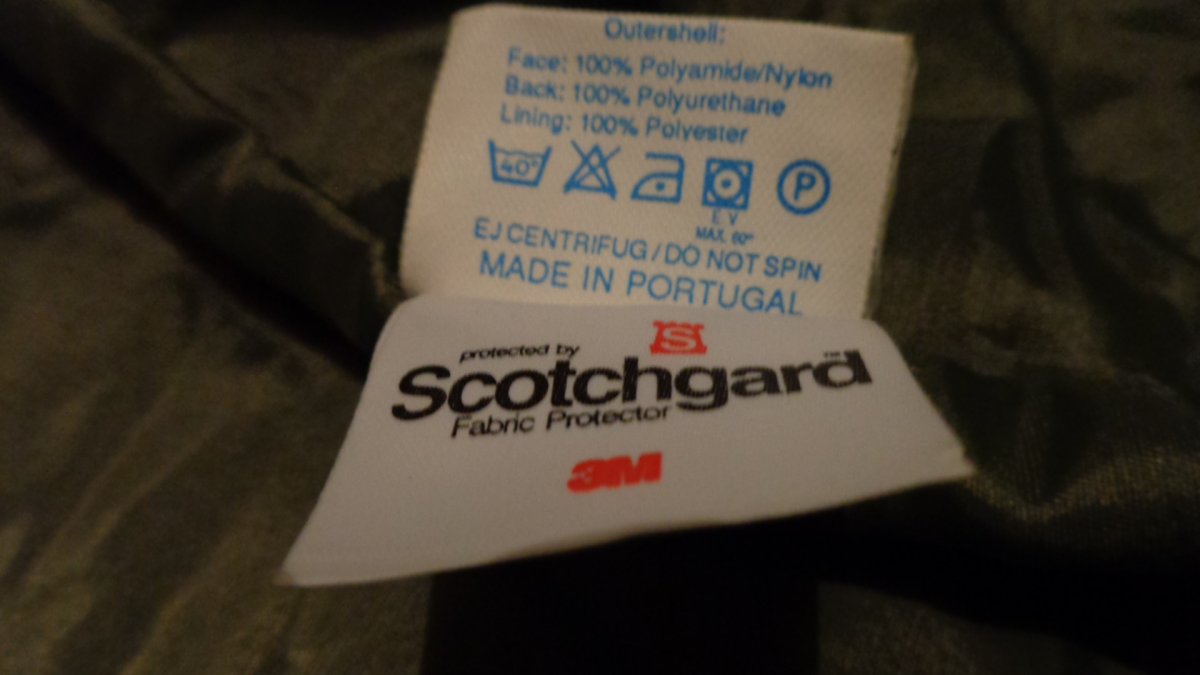 Outershell:
Face: 100% Polyamide/Nylon
Back: 100% Polyurethane
Lining: 100% Polyester
40°
P
E.V
MAX. 60°
EJ CENTRIFUG / DO NOT SPIN
MADE IN PORTUGAL
S
protected by
Scotchgard™
Fabric Protector
3M